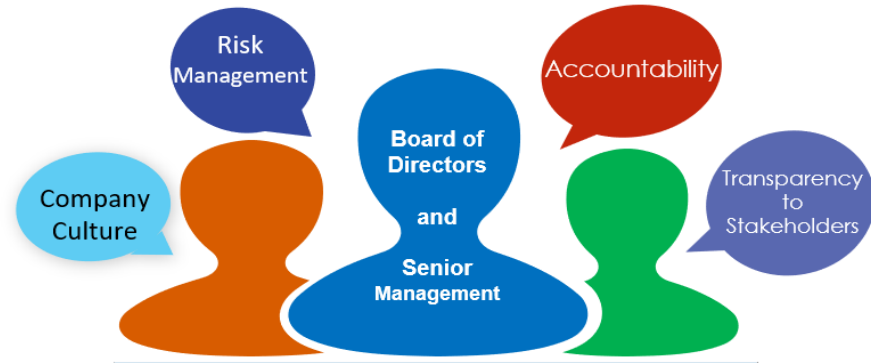 Risk
Management
Accountability
Board of
Directors
and
Senior
Management
Company
Culture
Transparency
to
Stakeholders